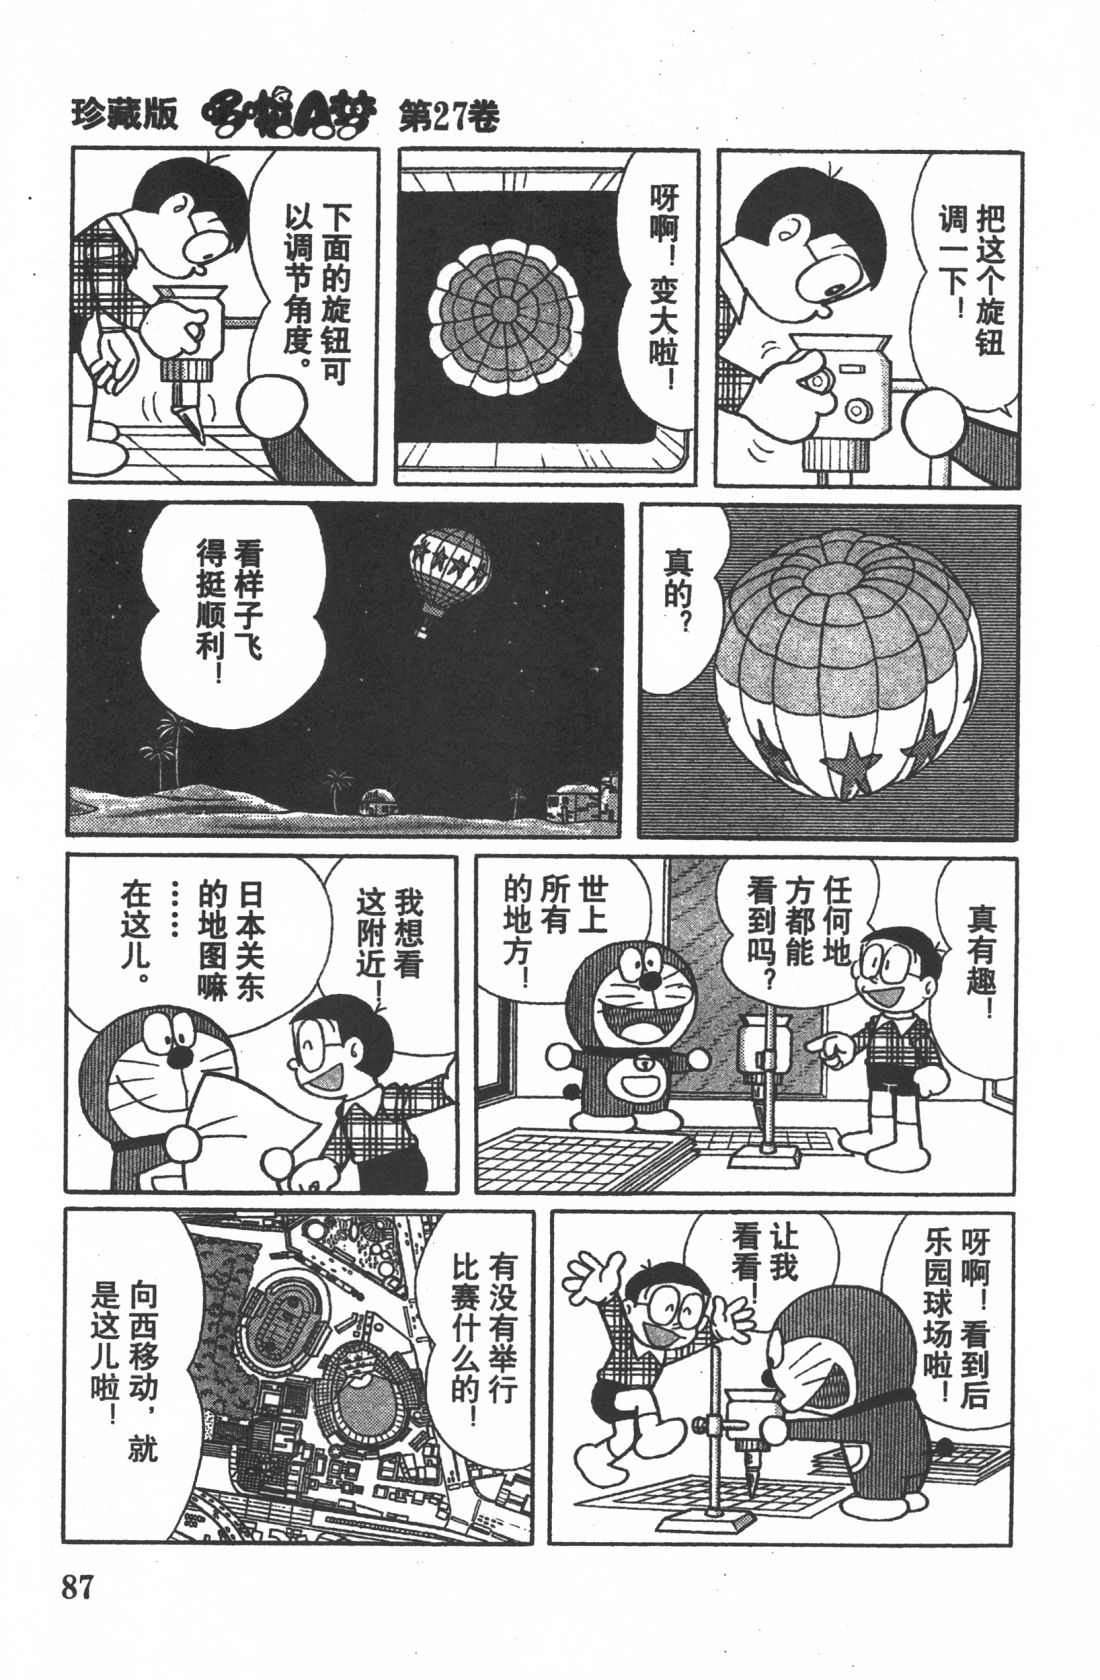 珍藏版 哆啦A梦 第27卷
把这个旋钮
调一下！
呀啊！变大啦！
下面的旋钮可
以调节角度。
真的？
看样子飞
得挺顺利！
真有趣！
任何地
方都能
看到吗？
世上
所有
的地方！
我想看
这附近！
日本关东
的地图嘛
……
在这儿。
呀啊！看到后
乐园球场啦！
让我
看看！
有没有举行
比赛什么的！
向西移动，就
是这儿啦！
87